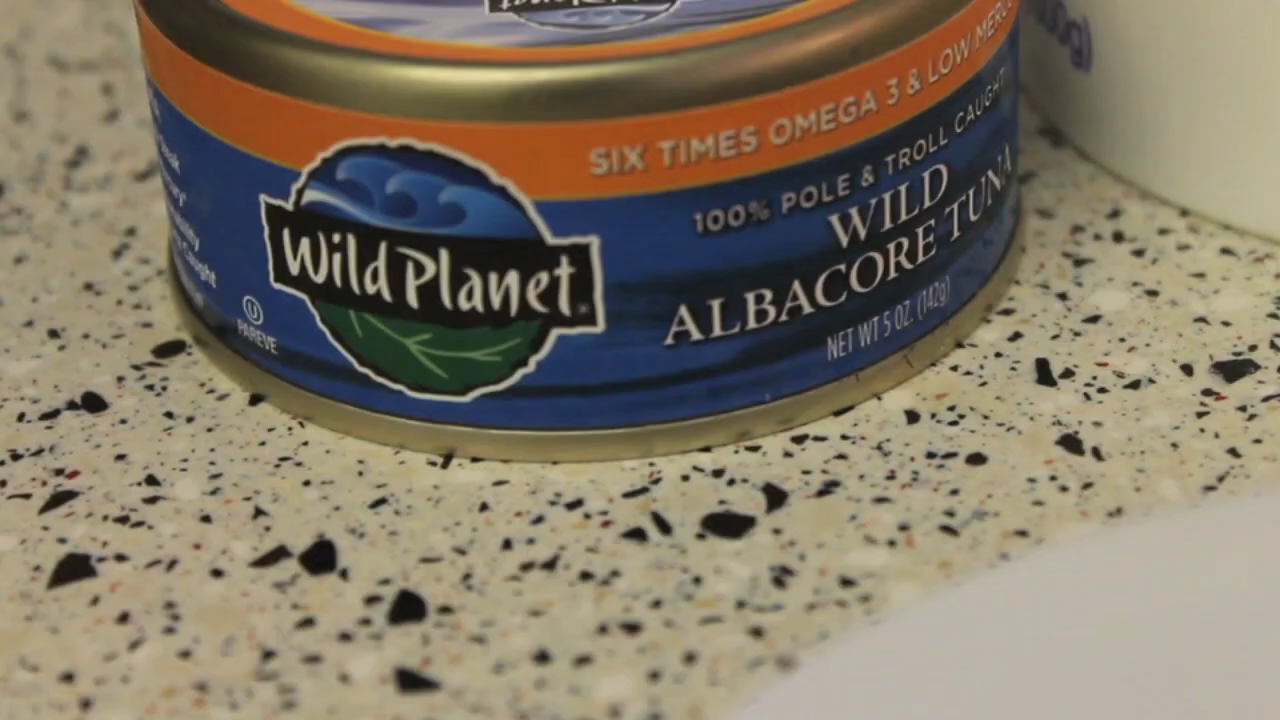 SIX TIMES OMEGA 3 & LOW
100% POLE & TROLL CAUGHT
WILD
ALBACORE TUNA
NET WT 5 OZ. (142g)
Wild Planet
U
PAREVE
Caught